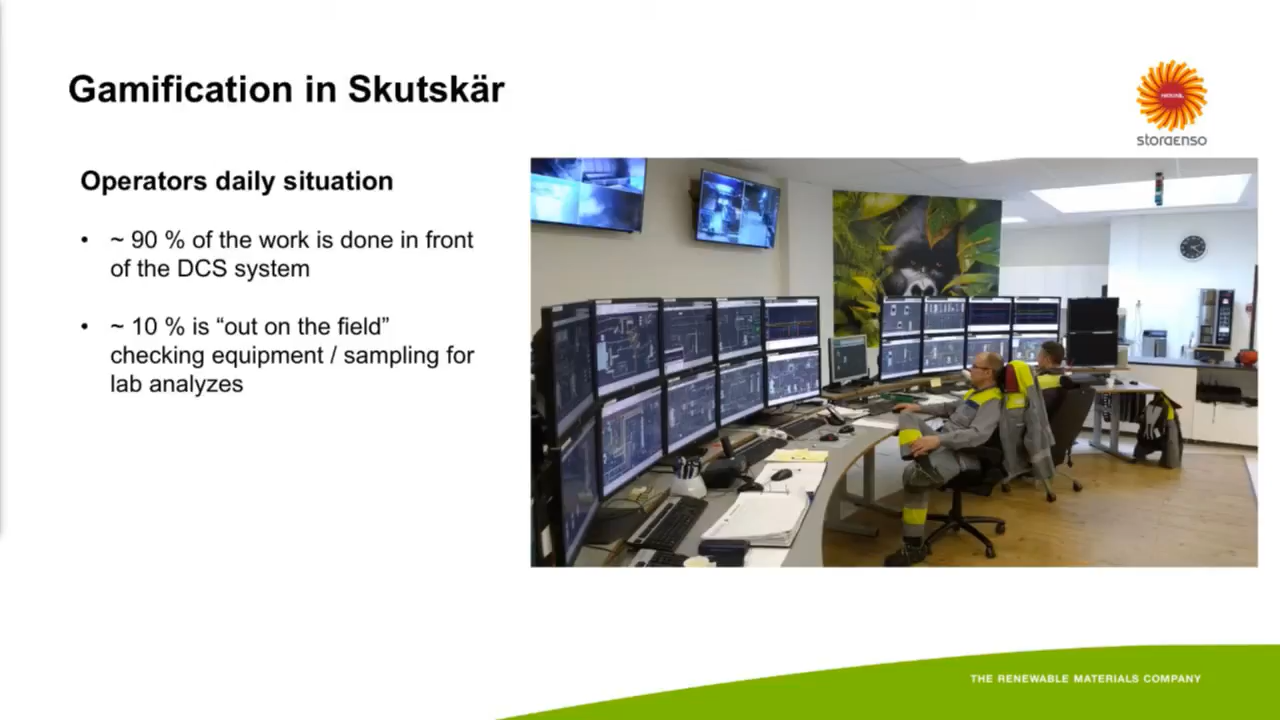 Gamification in Skutskär
storaenso
Operators daily situation
• ~ 90 % of the work is done in front
of the DCS system
• ~ 10 % is “out on the field”
checking equipment / sampling for
lab analyzes
THE RENEWABLE MATERIALS COMPANY